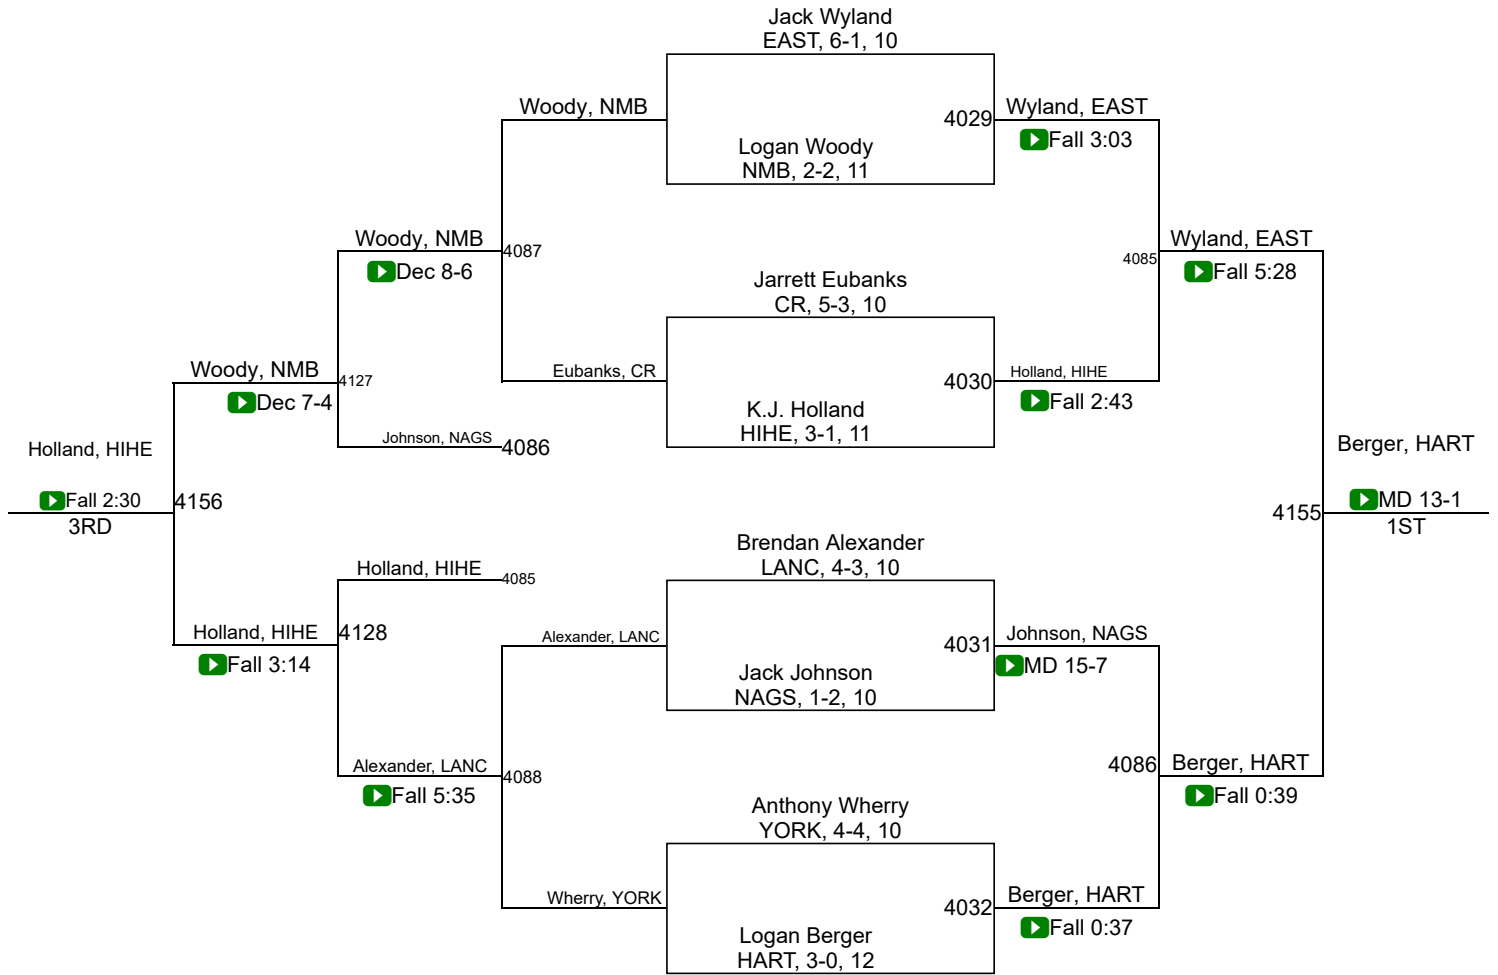 Jack Wyland
EAST, 6-1, 10
Woody, NMB
4029
Wyland, EAST
Fall 3:03
Logan Woody
NMB, 2-2, 11
Woody, NMB
4087
Dec 8-6
4085
Wyland, EAST
Fall 5:28
Jarrett Eubanks
CR, 5-3, 10
Woody, NMB
4127
Dec 7-4
Eubanks, CR
4030
Holland, HIHE
Fall 2:43
K.J. Holland
HIHE, 3-1, 11
Johnson, NAGS
4086
Holland, HIHE
Fall 2:30
3RD
4156
Berger, HART
4155
MD 13-1
1ST
Brendan Alexander
LANC, 4-3, 10
Holland, HIHE
4085
Holland, HIHE
4128
Fall 3:14
Alexander, LANC
4031
Johnson, NAGS
MD 15-7
Jack Johnson
NAGS, 1-2, 10
Alexander, LANC
4088
Fall 5:35
4086
Berger, HART
Fall 0:39
Anthony Wherry
YORK, 4-4, 10
Wherry, YORK
4032
Berger, HART
Fall 0:37
Logan Berger
HART, 3-0, 12